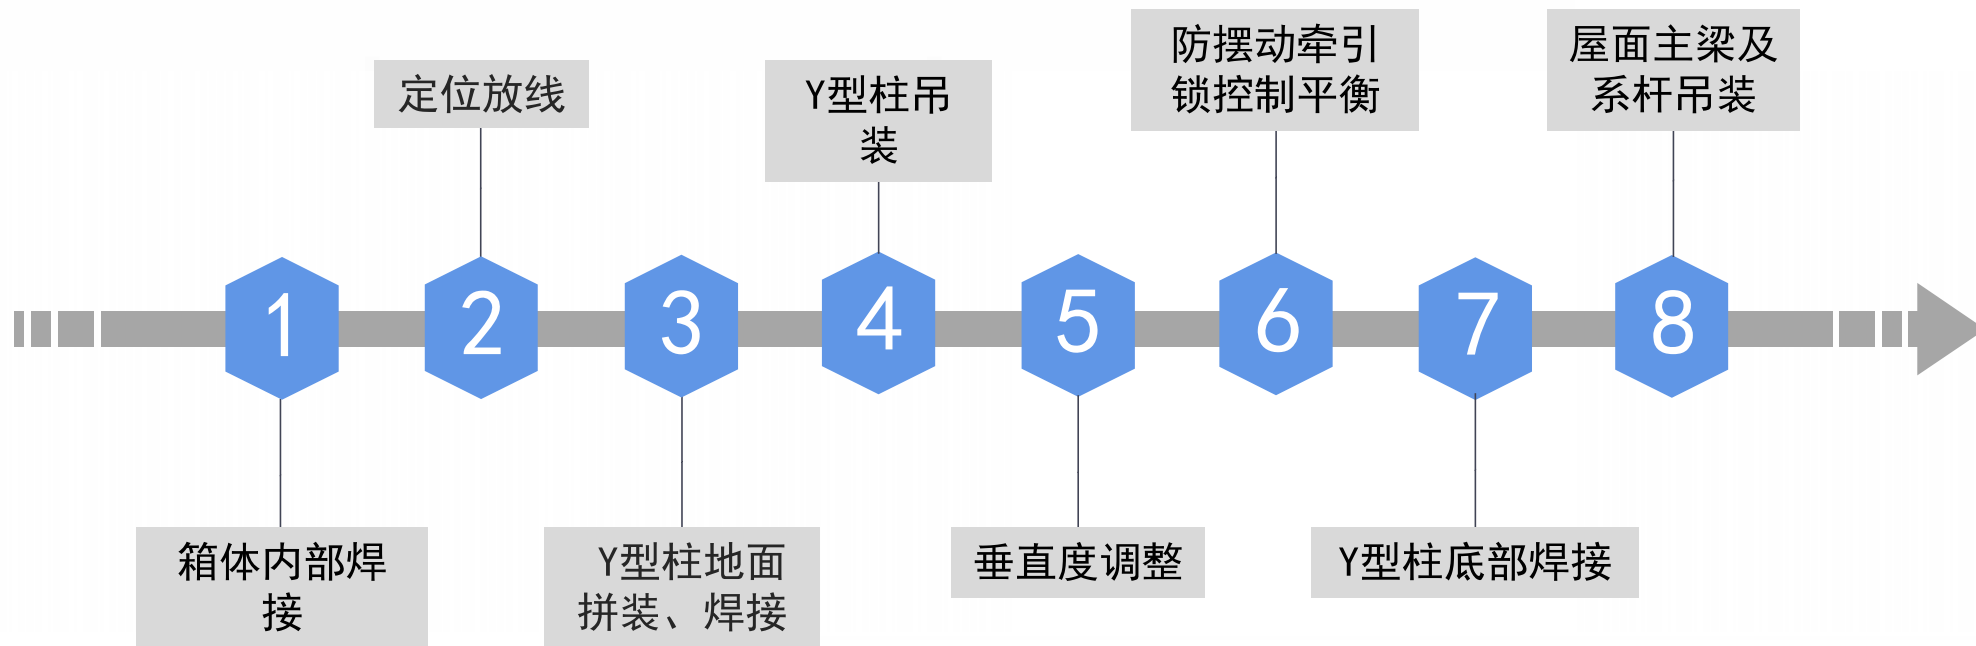 防摆动牵引
锁控制平衡
屋面主梁及
系杆吊装
定位放线
Y型柱吊
装
1
2
3
4
5
6
7
8
箱体内部焊
接
Y型柱地面
拼装、焊接
垂直度调整
Y型柱底部焊接